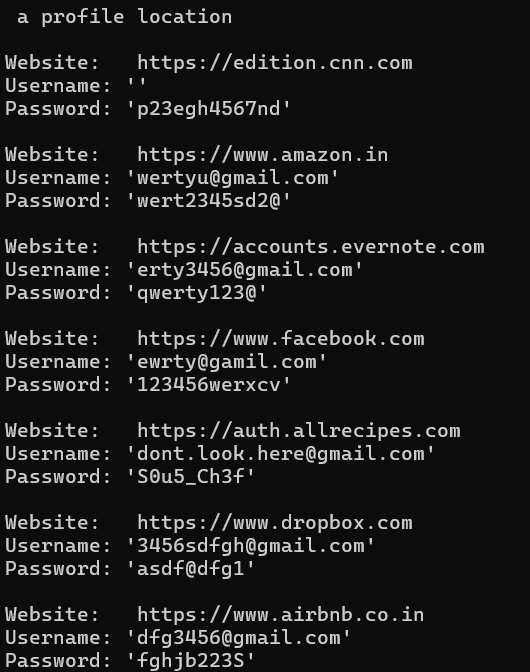 a profile location
Website:   https://edition.cnn.com
Username: ''
Password: 'p23egh4567nd'
Website:   https://www.amazon.in
Username: 'wertyu@gmail.com'
Password: 'wert2345sd2@'
Website:   https://accounts.evernote.com
Username: 'erty3456@gmail.com'
Password: 'qwerty123@'
Website:   https://www.facebook.com
Username: 'ewrty@gamil.com'
Password: '123456werxcv'
Website:   https://auth.allrecipes.com
Username: 'dont.look.here@gmail.com'
Password: 'S0u5_Ch3f'
Website:   https://www.dropbox.com
Username: '3456sdfgh@gmail.com'
Password: 'asdf@dfg1'
Website:   https://www.airbnb.co.in
Username: 'dfg3456@gmail.com'
Password: 'fghjb223S'